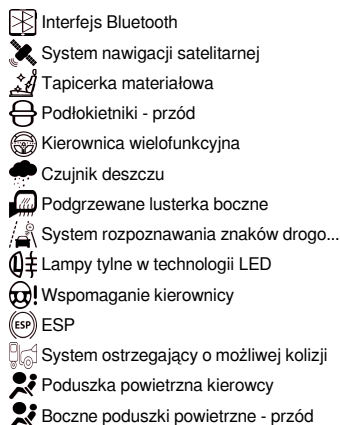 Interfejs Bluetooth
System nawigacji satelitarnej
Tapicerka materiałowa
Podłokietniki - przód
Kierownica wielofunkcyjna
Czujnik deszczu
Podgrzewane lusterka boczne
System rozpoznawania znaków drogo...
Lampy tylne w technologii LED
Wspomaganie kierownicy
ESP ESP
System ostrzegający o możliwej kolizji
Poduszka powietrzna kierowcy
Boczne poduszki powietrzne - przód